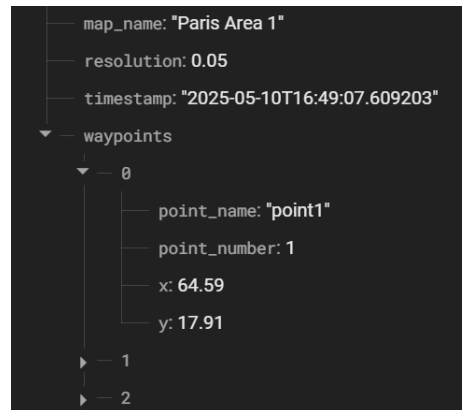 map_name: "Paris Area 1"
resolution: 0.05
timestamp: "2025-05-10T16:49:07.609203"
waypoints
0
point_name: "point1"
point_number: 1
x: 64.59
y: 17.91
1
2